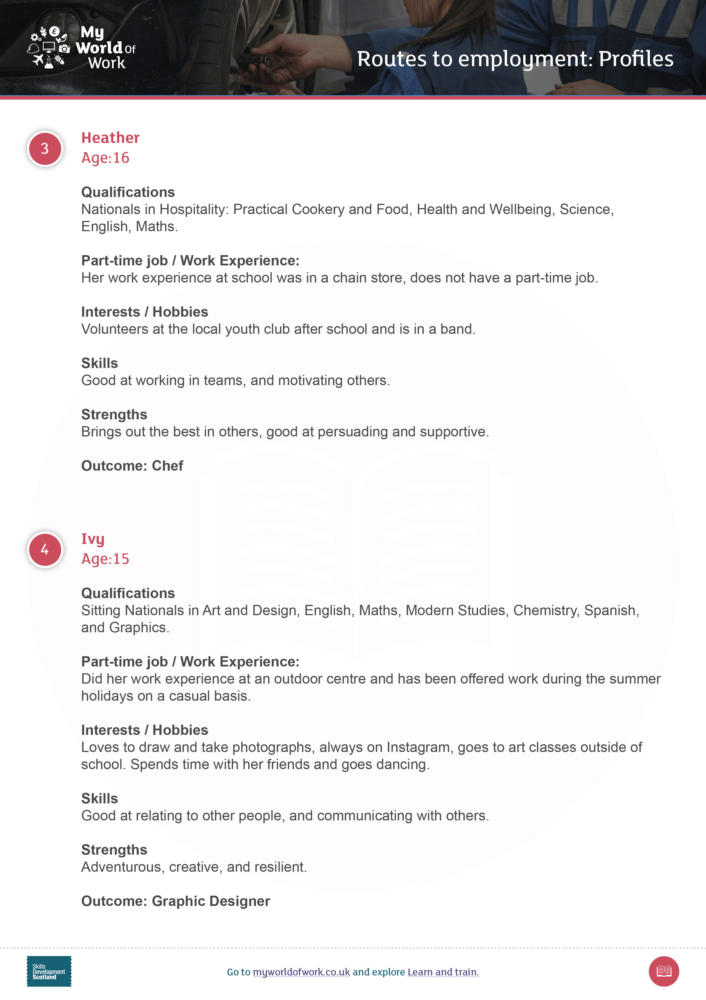 My
World Of
Work
Routes to employment: Profiles
3
Heather
Age:16
Qualifications
Nationals in Hospitality: Practical Cookery and Food, Health and Wellbeing, Science,
English, Maths.
Part-time job / Work Experience:
Her work experience at school was in a chain store, does not have a part-time job.
Interests / Hobbies
Volunteers at the local youth club after school and is in a band.
Skills
Good at working in teams, and motivating others.
Strengths
Brings out the best in others, good at persuading and supportive.
Outcome: Chef
4
Ivy
Age:15
Qualifications
Sitting Nationals in Art and Design, English, Maths, Modern Studies, Chemistry, Spanish,
and Graphics.
Part-time job / Work Experience:
Did her work experience at an outdoor centre and has been offered work during the summer
holidays on a casual basis.
Interests / Hobbies
Loves to draw and take photographs, always on Instagram, goes to art classes outside of
school. Spends time with her friends and goes dancing.
Skills
Good at relating to other people, and communicating with others.
Strengths
Adventurous, creative, and resilient.
Outcome: Graphic Designer
Skills
Development
Scotland
Go to myworldofwork.co.uk and explore Learn and train.